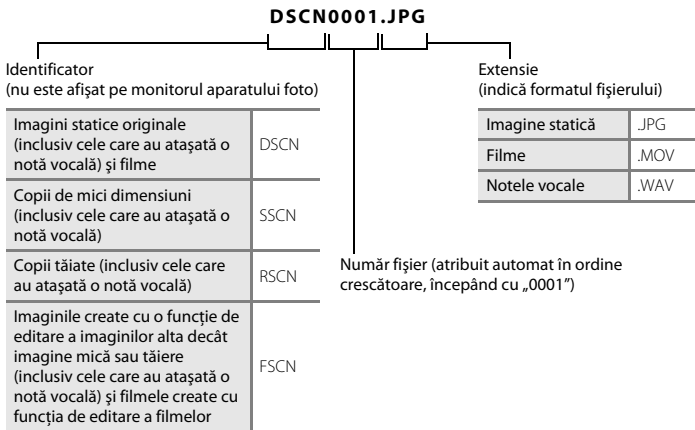 DSCN0001.JPG
Identificator
(nu este afişat pe monitorul aparatului foto)
Imagini statice originale
(inclusiv cele care au ataşată o
notă vocală) şi filme
DSCN
Copii de mici dimensiuni
(inclusiv cele care au ataşată o
notă vocală)
SSCN
Copii tăiate (inclusiv cele care
au ataşată o notă vocală)
RSCN
Imaginile create cu o funcţie de
editare a imaginilor alta decât
imagine mică sau tăiere
(inclusiv cele care au ataşată o
notă vocală) şi filmele create cu
funcţia de editare a filmelor
FSCN
Extensie
(indică formatul fişierului)
Imagine statică .JPG
Filme .MOV
Notele vocale .WAV
Număr fişier (atribuit automat în ordine
crescătoare, începând cu „0001”)